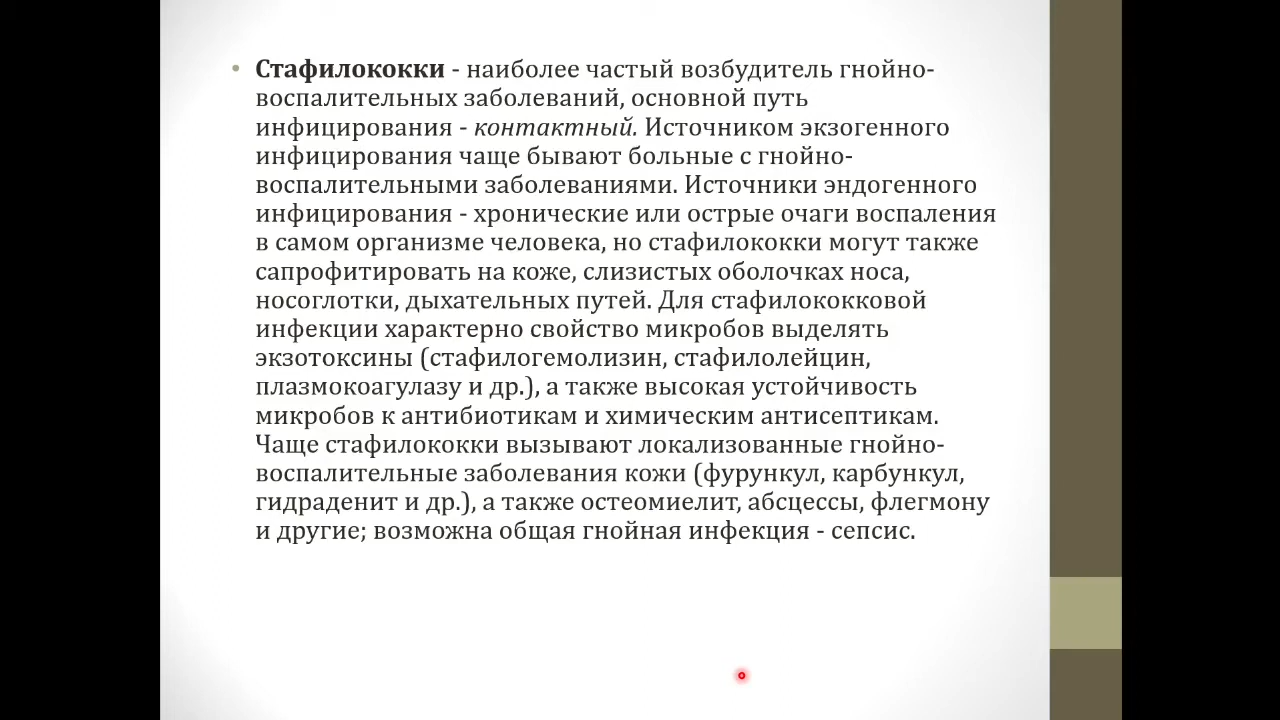 • Стафилококки - наиболее частый возбудитель гнойно-
воспалительных заболеваний, основной путь
инфицирования - контактный. Источником экзогенного
инфицирования чаще бывают больные с гнойно-
воспалительными заболеваниями. Источники эндогенного
инфицирования - хронические или острые очаги воспаления
в самом организме человека, но стафилококки могут также
сапрофитировать на коже, слизистых оболочках носа,
носоглотки, дыхательных путей. Для стафилококковой
инфекции характерно свойство микробов выделять
экзотоксины (стафилогемолизин, стафилолейцин,
плазмокоагулазу и др.), а также высокая устойчивость
микробов к антибиотикам и химическим антисептикам.
Чаще стафилококки вызывают локализованные гнойно-
воспалительные заболевания кожи (фурункул, карбункул,
гидраденит и др.), а также остеомиелит, абсцессы, флегмону
и другие; возможна общая гнойная инфекция - сепсис.